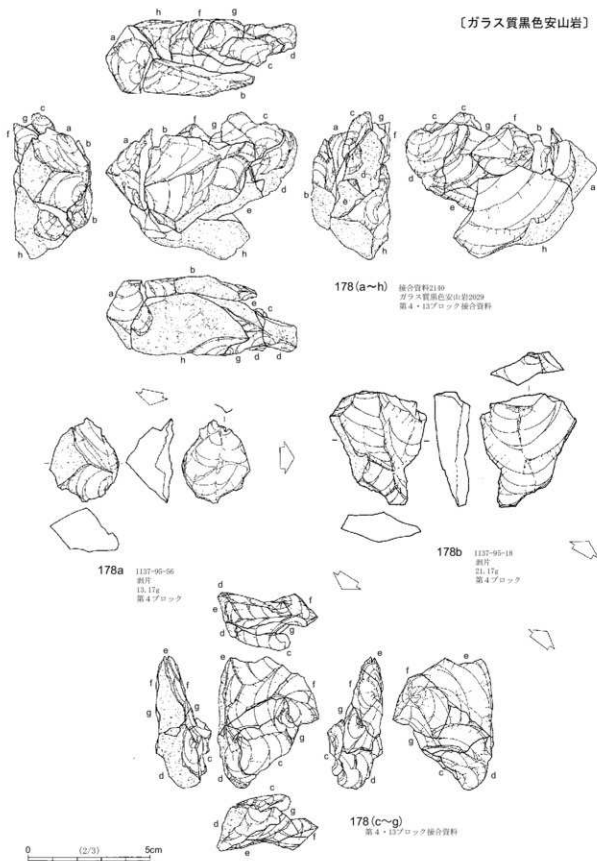 〔ガラス質黒色安山岩〕
h f g
a
d
c
b
c
g
f
a
b
b
h
a b f g c
d
e
h
c
g
f
a
d
b
e
h
c c f b
g
d
a
e
h
178(a～h) 接合資料2140
ガラス質黒色安山岩2029
第4・13ブロック接合資料
b
a
e
c
h g d d
178a 1137-95-56
剥片
13.17g
第4ブロック
178b 1137-95-18
剥片
21.17g
第4ブロック
d
f
e
d g
c
e
f f
g g
c
d
e
f
g
c
d
e
f
g
c
d
e
f
g
c
d
c
g
d
f
e
178(c～g)
第4・13ブロック接合資料
0 (2/3) 5cm